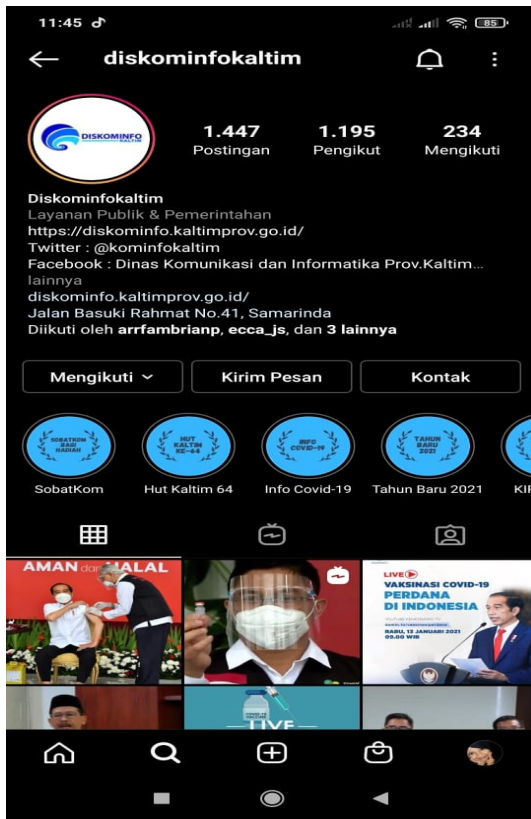 11:45
85
diskominfokaltim
DISKOMINFO
KALTIM
1.447 1.195 234
Postingan Pengikut Mengikuti
Diskominfokaltim
Layanan Publik & Pemerintahan
https://diskominfo.kaltimprov.go.id/
Twitter : @kominfokaltim
Facebook : Dinas Komunikasi dan Informatika Prov.Kaltim...
lainnya
diskominfo.kaltimprov.go.id/
Jalan Basuki Rahmat No.41, Samarinda
Diikuti oleh arrfambrianp, ecca_js, dan 3 lainnya
Mengikuti Kirim Pesan Kontak
SOBATKOM
BAGI
HADIAH
HUT
KALTIM
KE-64
INFO
COVID-19
TAHUN
BARU
2021
SobatKom Hut Kaltim 64 Info Covid-19 Tahun Baru 2021 KIP
AMAN dan HALAL
LIVE
VAKSINASI COVID-19
PERDANA
DI INDONESIA
RABU, 13 JANUARI 2021
09.00 WIB
LIVE